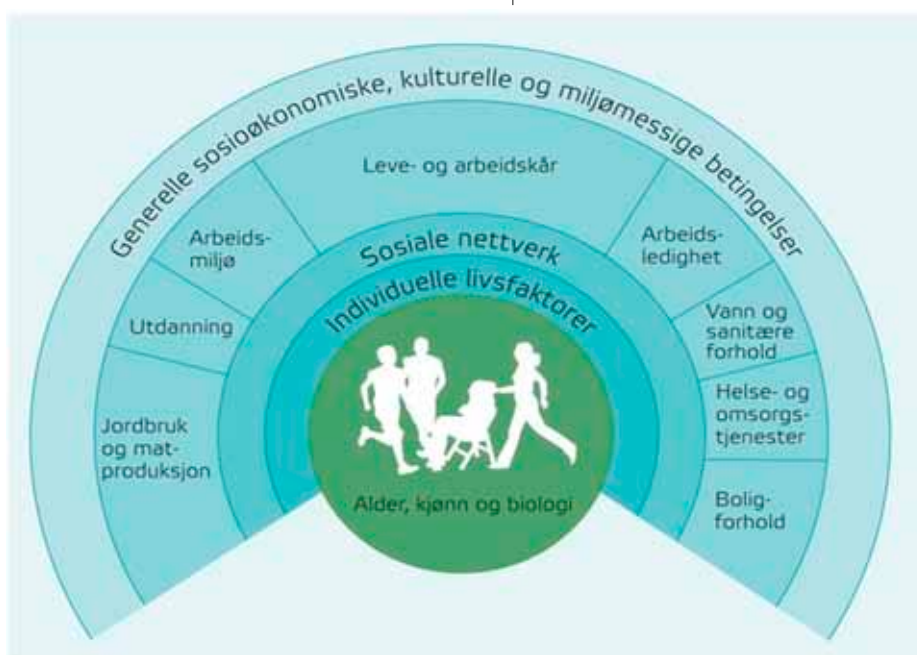 Generelle sosioøkonomiske, kulturelle og miljømessige betingelser
Leve- og arbeidskår
Arbeids-
miljø
Utdanning
Jordbruk
og mat-
produksjon
Arbeids-
ledighet
Vann og
sanitære
forhold
Helse- og
omsorgs-
tjenester
Bolig-
forhold
Sosiale nettverk
Individuelle livsfaktorer
Alder, kjønn og biologi